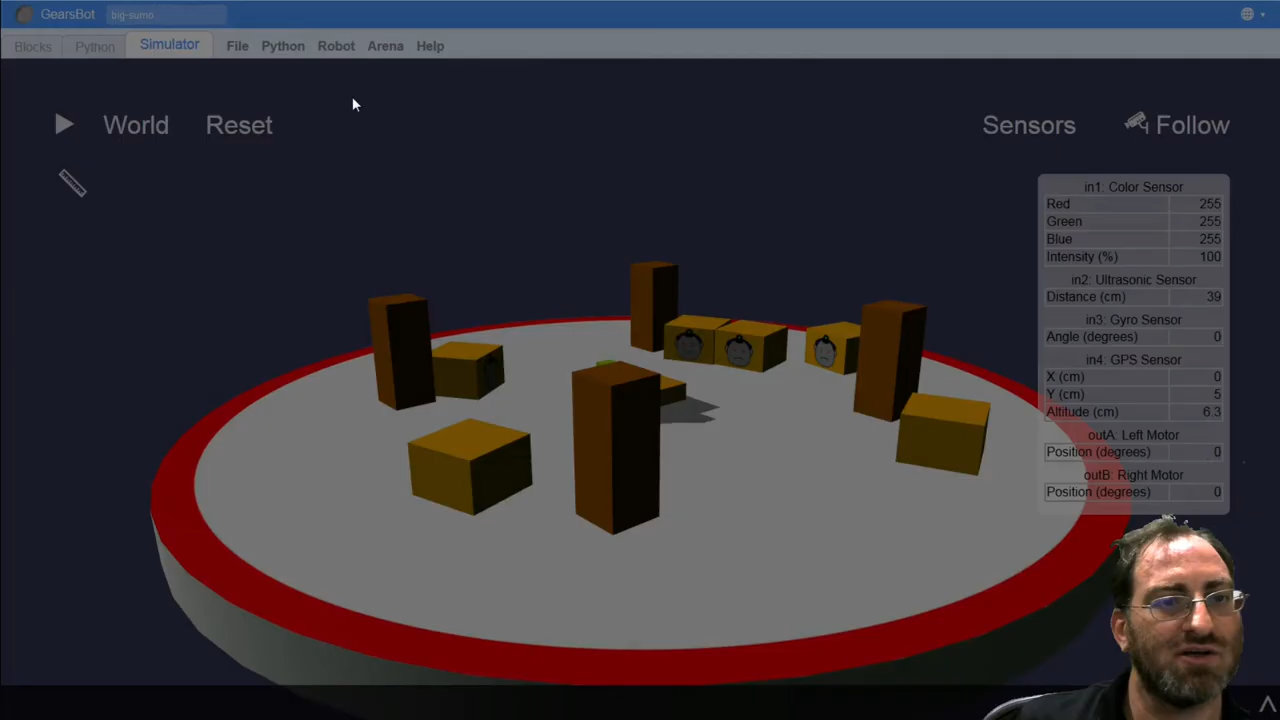 GearsBot big-sumo
Blocks Python Simulator File Python Robot Arena Help
World Reset Sensors Follow
in1: Color Sensor
Red 255
Green 255
Blue 255
Intensity (%) 100
in2: Ultrasonic Sensor
Distance (cm) 39
in3: Gyro Sensor
Angle (degrees) 0
in4: GPS Sensor
X (cm) 0
Y (cm) 5
Altitude (cm) 6.3
outA: Left Motor
Position (degrees) 0
outB: Right Motor
Position (degrees) 0